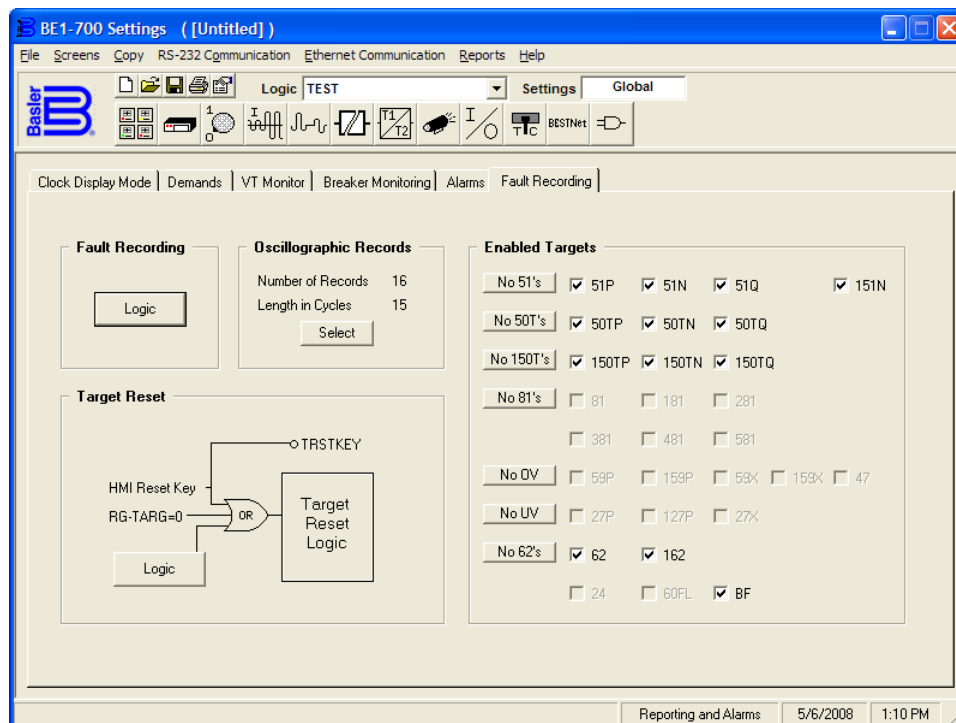 BE1-700 Settings ( [Untitled] )
File Screens Copy RS-232 Communication Ethernet Communication Reports Help
Basler
Logic TEST Settings Global
1 0 I T1 T2 I O T C BESTNet
Clock Display Mode Demands VT Monitor Breaker Monitoring Alarms Fault Recording
Fault Recording
Logic
Oscillographic Records
Number of Records 16
Length in Cycles 15
Select
Target Reset
TRSTKEY
HMI Reset Key
RG-TARG=0
OR
Target
Reset
Logic
Logic
Enabled Targets
No 51's 51P 51N 51Q 151N
No 50T's 50TP 50TN 50TQ
No 150T's 150TP 150TN 150TQ
No 81's 81 181 281
381 481 581
No OV 59P 159P 59X 159X 47
No UV 27P 127P 27X
No 62's 62 162
24 60FL BF
Reporting and Alarms 5/6/2008 1:10 PM